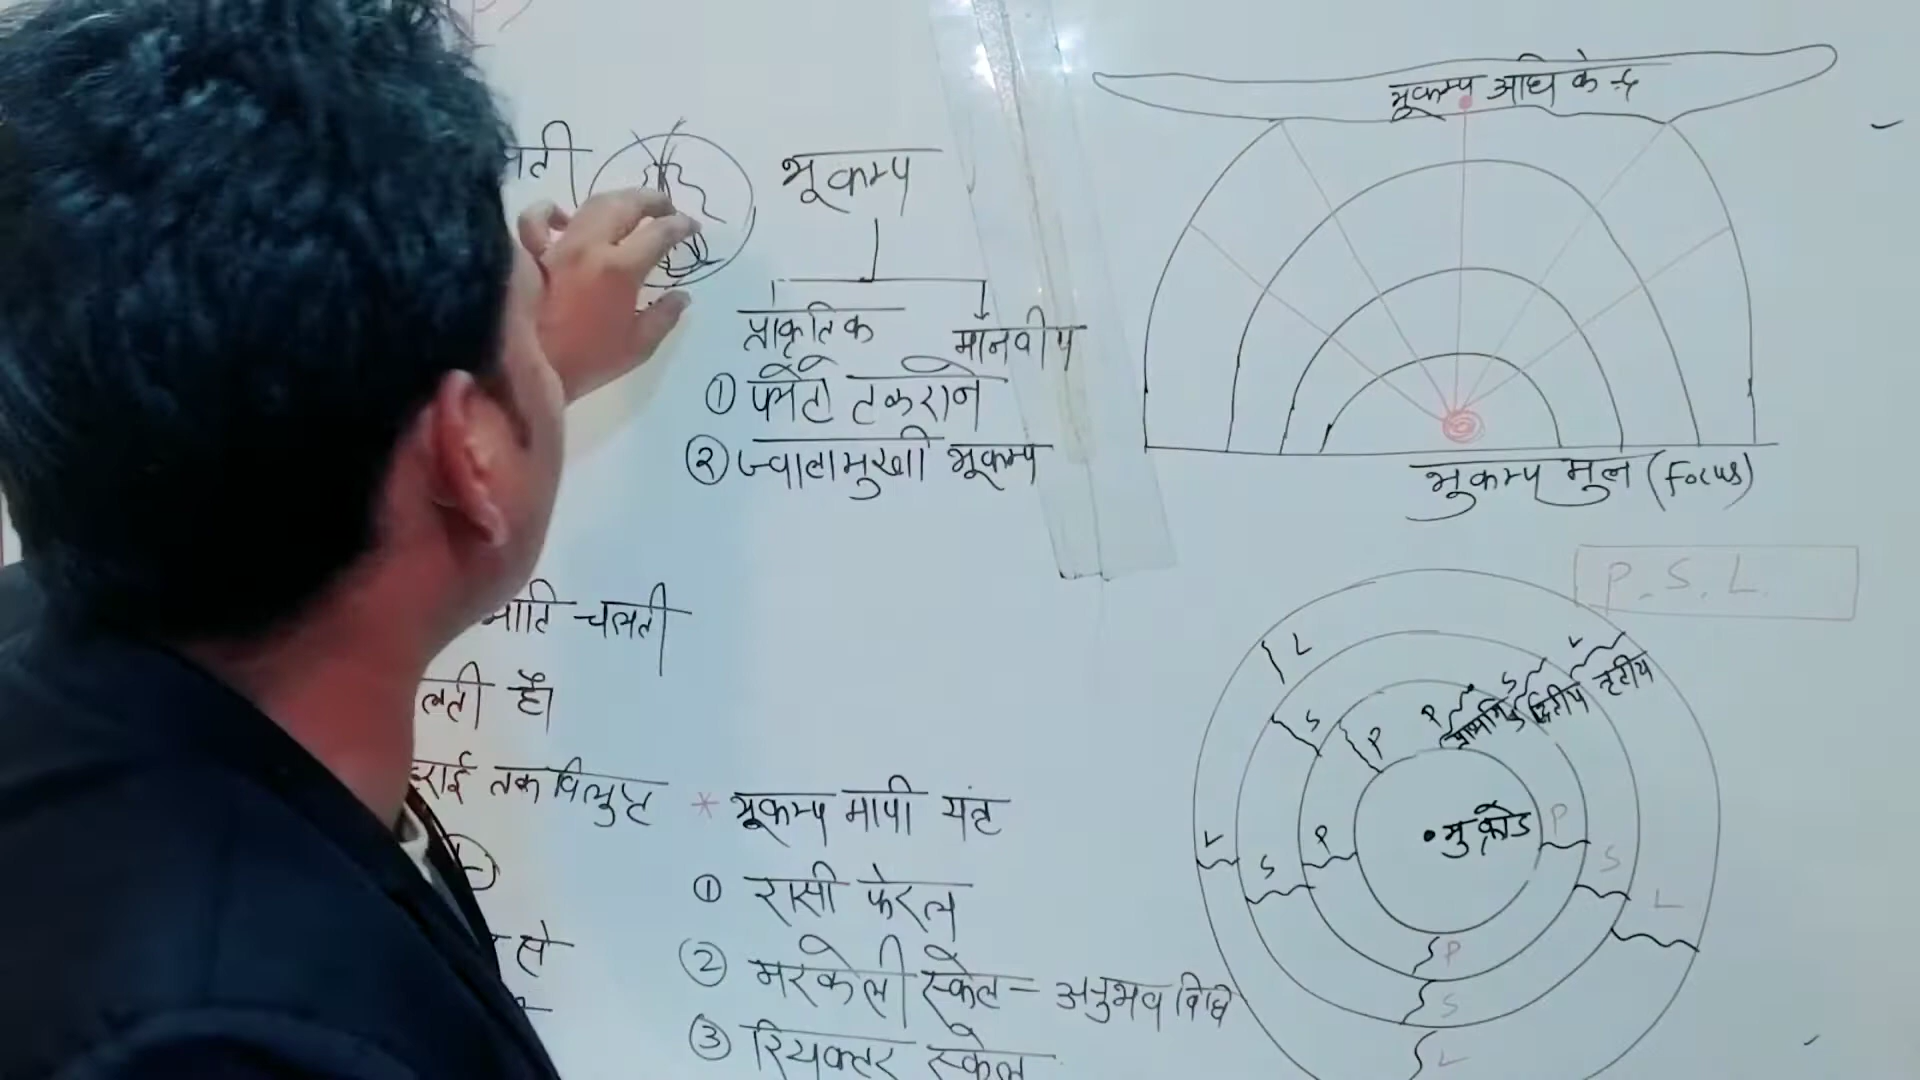 भूकम्प अधि केन्द्र
ती
भूकम्प
प्राकृतिक
मानवीय
① प्लेटो टकराने
② ज्वालामुखी भूकम्प
भुकम्प मुल (Focus)
P. S. L.
भाति चलती
लती है।
हराई तक विलुप्त
से
* भूकम्प मापी यंत्र
① रासी फेरल
② मरकेली स्केल = अनुभव विधि
③ रियक्टर स्केल
L
S
P
P S L
प्राथमिक द्वितीय तृतीय
• भु क्रोड
L S P
P S L
P
S
L